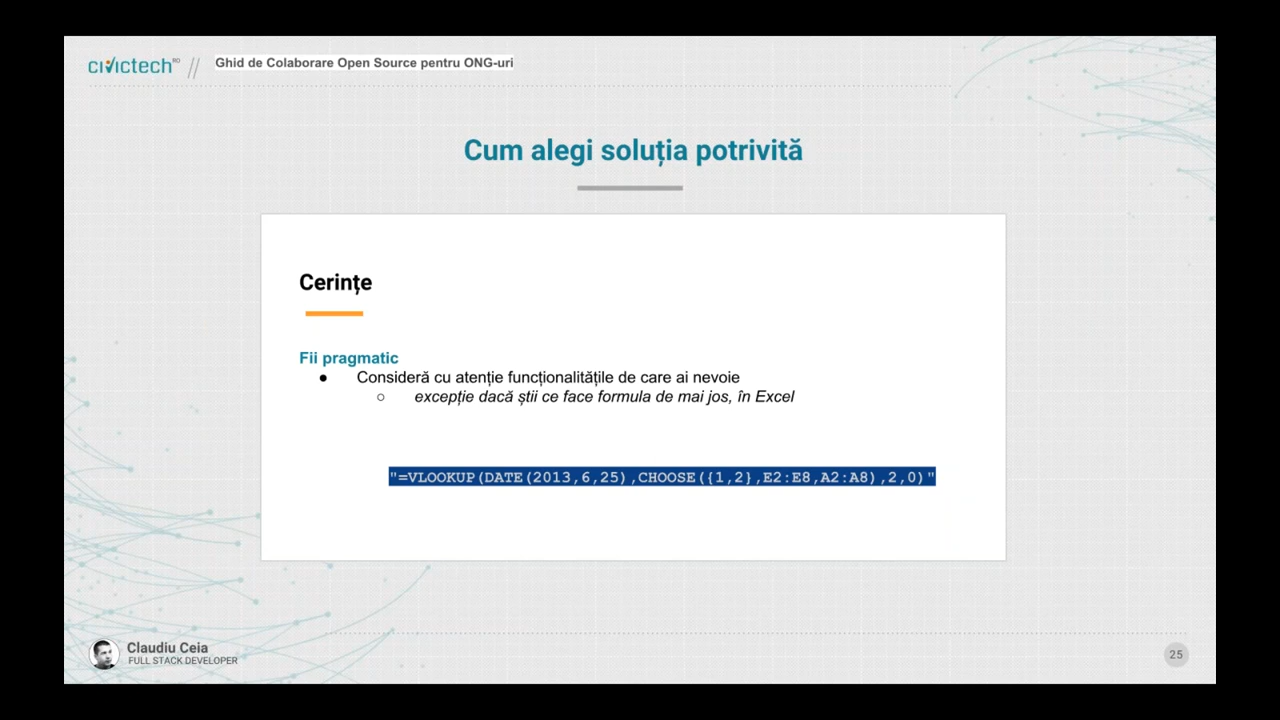 civictech RO //
Ghid de Colaborare Open Source pentru ONG-uri
Cum alegi soluția potrivită
Cerințe
Fii pragmatic
● Consideră cu atenție funcționalitățile de care ai nevoie
○ excepție dacă știi ce face formula de mai jos, în Excel
"=VLOOKUP(DATE(2013,6,25),CHOOSE({1,2},E2:E8,A2:A8),2,0)"
Claudiu Ceia
FULL STACK DEVELOPER
25